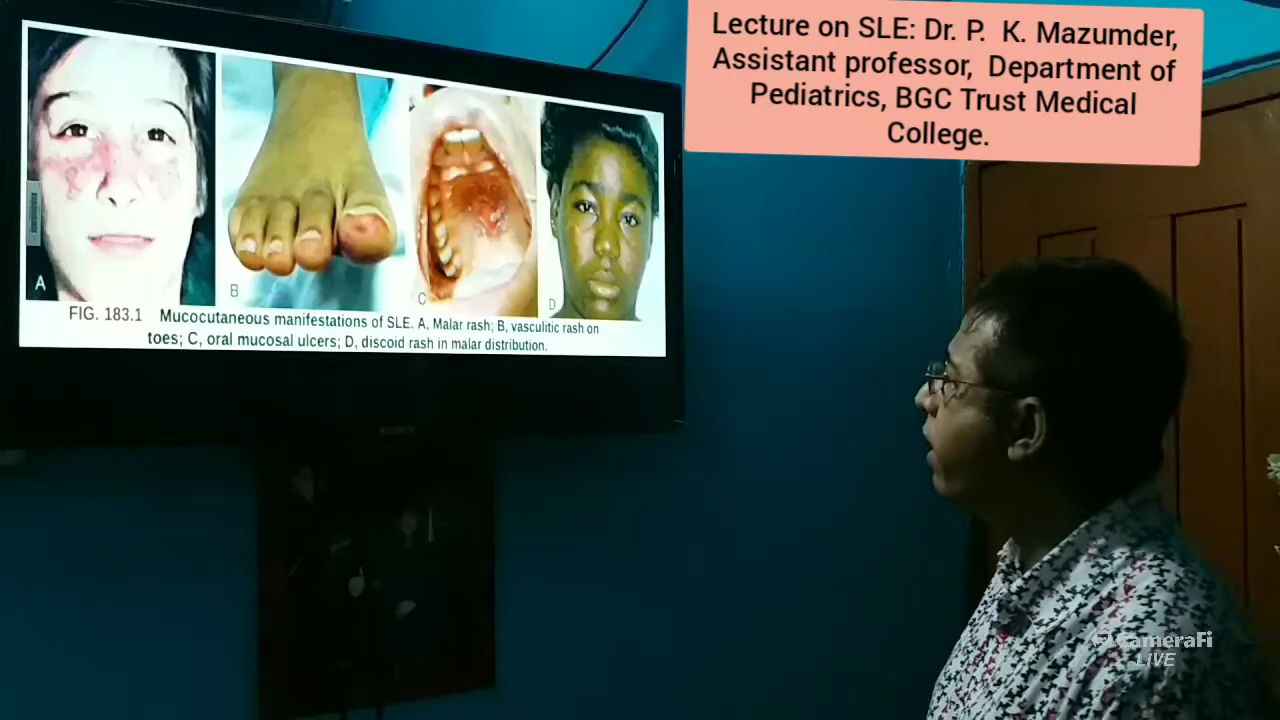 Lecture on SLE: Dr. P. K. Mazumder,
Assistant professor, Department of
Pediatrics, BGC Trust Medical
College.
A
B
C
D
FIG. 183.1 Mucocutaneous manifestations of SLE. A, Malar rash; B, vasculitic rash on
toes; C, oral mucosal ulcers; D, discoid rash in malar distribution.
SONY
CameraFi
LIVE